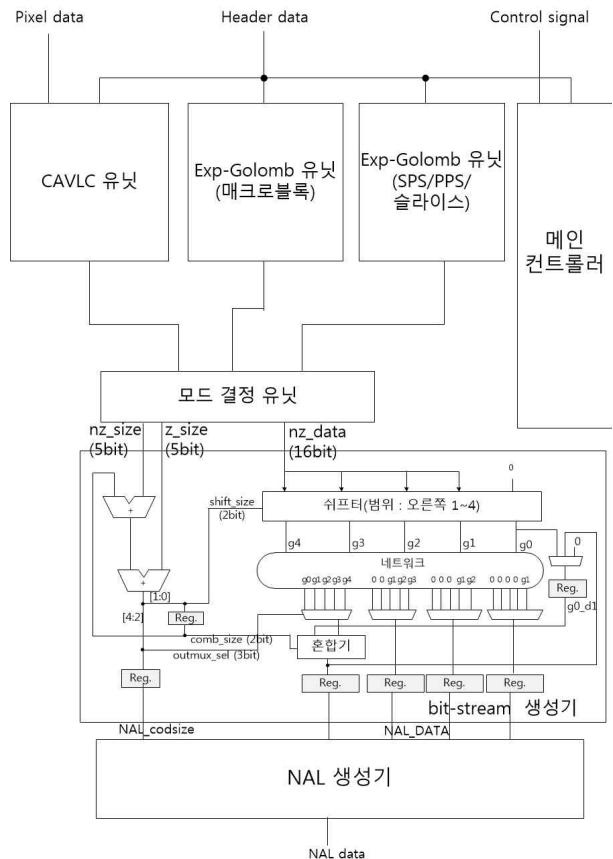 Pixel data
Header data
Control signal
CAVLC 유닛
Exp-Golomb 유닛
(매크로블록)
Exp-Golomb 유닛
(SPS/PPS/
슬라이스)
메인
컨트롤러
모드 결정 유닛
nz_size
(5bit)
z_size
(5bit)
nz_data
(16bit)
0
shift_size
(2bit)
쉬프터(범위 : 오른쪽 1~4)
+
g4
g3
g2
g1
g0
0
네트워크
+
g0 g1 g2 g3 g4
0 0 g1 g2 g3
0 0 0 g1 g2
0 0 0 0 g1
Reg.
g0_d1
[1:0]
[4:2]
Reg.
comb_size (2bit)
outmux_sel (3bit)
혼합기
Reg.
Reg.
Reg.
Reg.
Reg.
bit-stream 생성기
NAL_codsize
NAL_DATA
NAL 생성기
NAL data